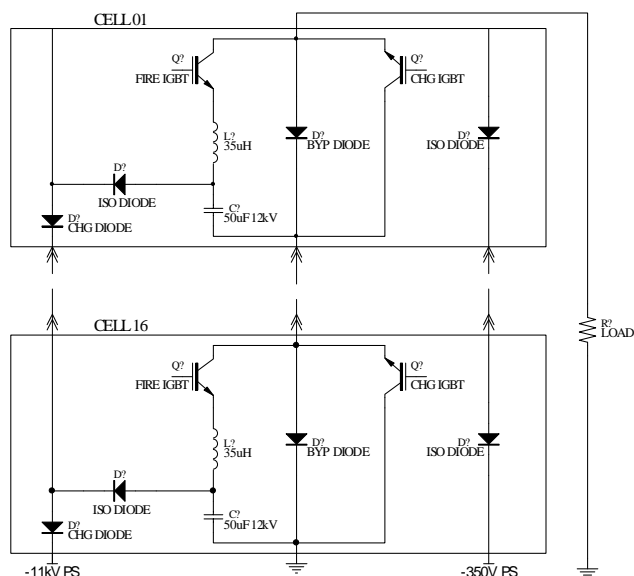 CELL 01
Q?
FIRE IGBT
Q?
CHG IGBT
L?
35uH
D?
BYP DIODE
D?
ISO DIODE
D?
ISO DIODE
C?
50uF 12kV
D?
CHG DIODE
R?
LOAD
CELL 16
Q?
FIRE IGBT
Q?
CHG IGBT
L?
35uH
D?
BYP DIODE
D?
ISO DIODE
D?
ISO DIODE
C?
50uF 12kV
D?
CHG DIODE
-11kV PS
-350V PS